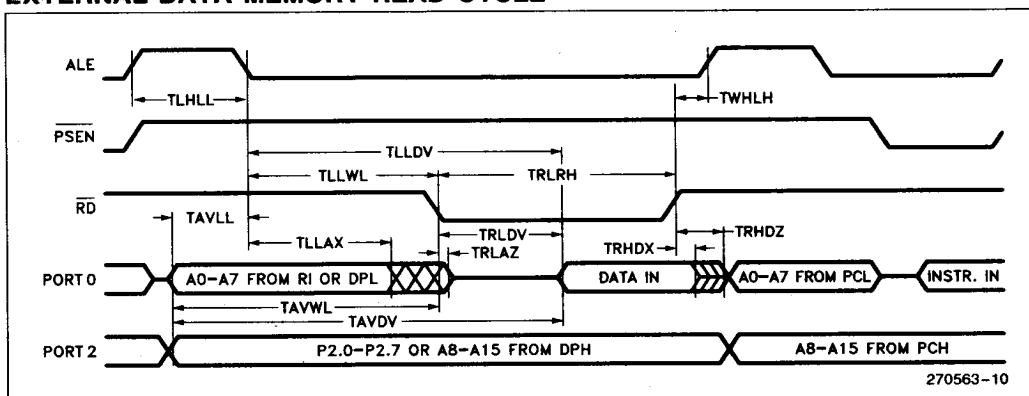 EXTERNAL DATA MEMORY READ CYCLE
ALE
TLHLL
TWHLH
PSEN
TLLDV
TLLWL
TRLRH
RD
TAVLL
TLLAX
TRLDV
TRLAZ
TRHDX
TRHDZ
PORT 0
A0-A7 FROM RI OR DPL
DATA IN
A0-A7 FROM PCL
INSTR. IN
TAVWL
TAVDV
PORT 2
P2.0-P2.7 OR A8-A15 FROM DPH
A8-A15 FROM PCH
270563-10